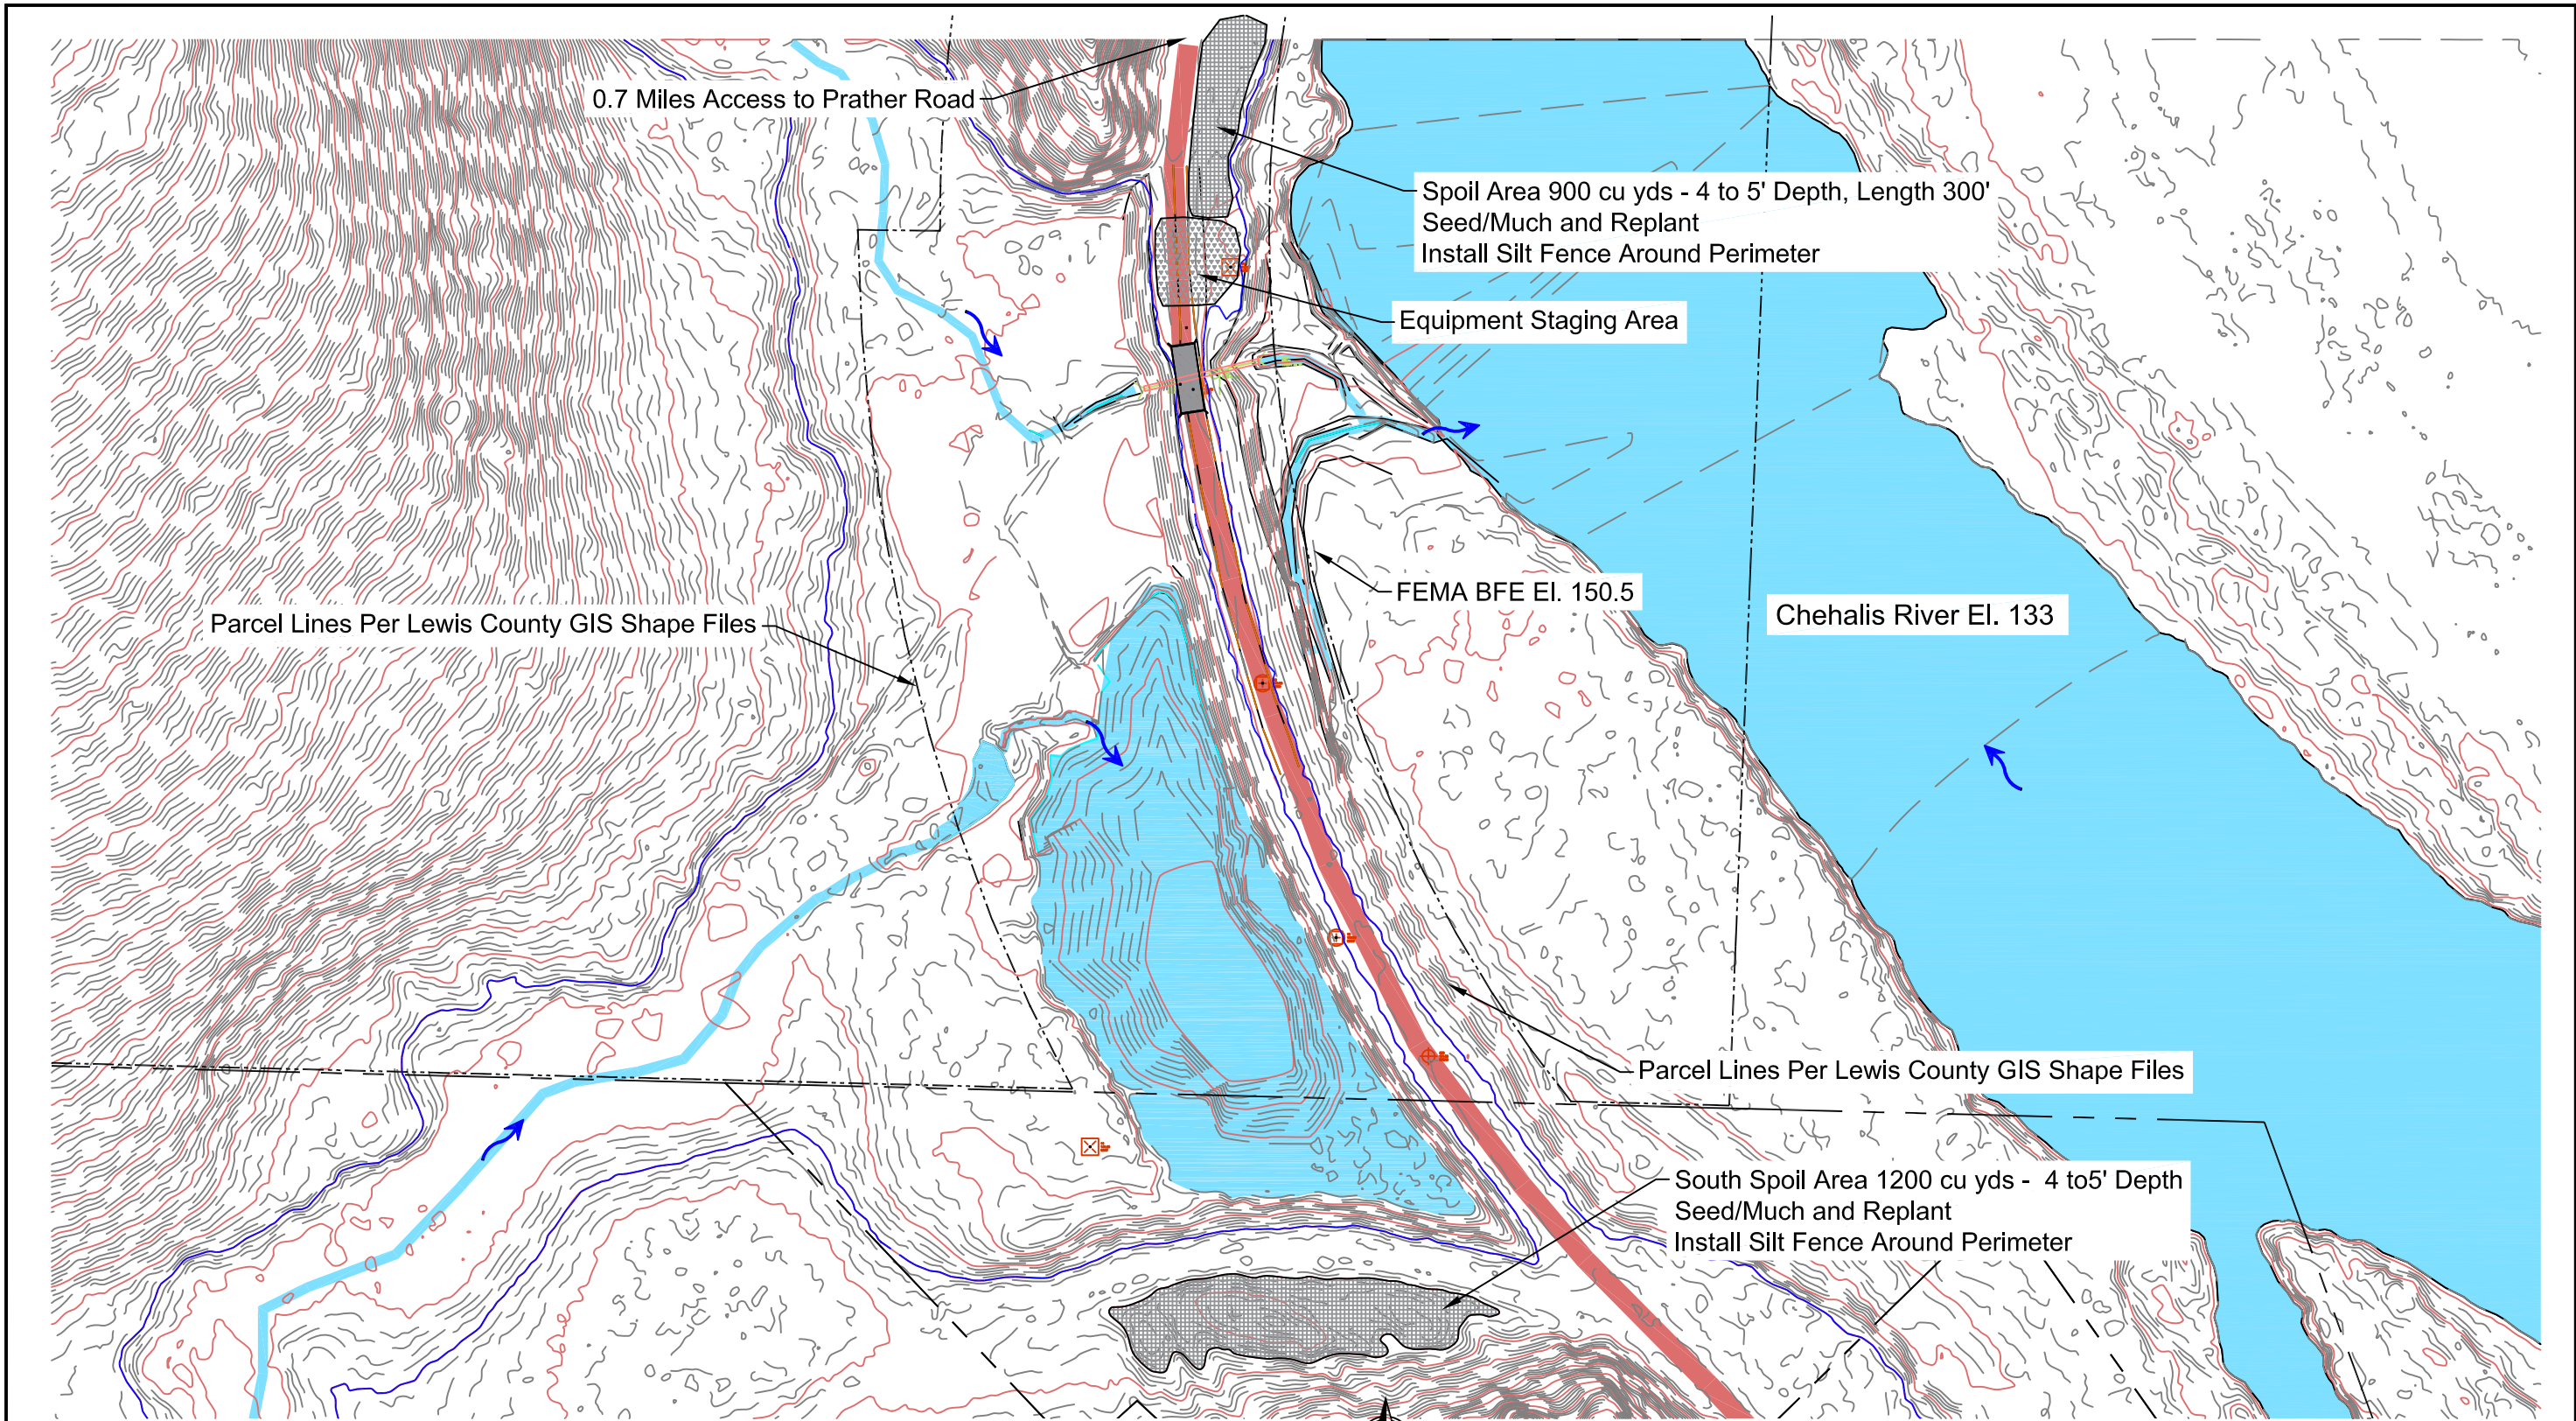 0.7 Miles Access to Prather Road
Spoil Area 900 cu yds - 4 to 5' Depth, Length 300'
Seed/Much and Replant
Install Silt Fence Around Perimeter
Equipment Staging Area
FEMA BFE El. 150.5
Chehalis River El. 133
Parcel Lines Per Lewis County GIS Shape Files
Parcel Lines Per Lewis County GIS Shape Files
South Spoil Area 1200 cu yds - 4 to5' Depth
Seed/Much and Replant
Install Silt Fence Around Perimeter